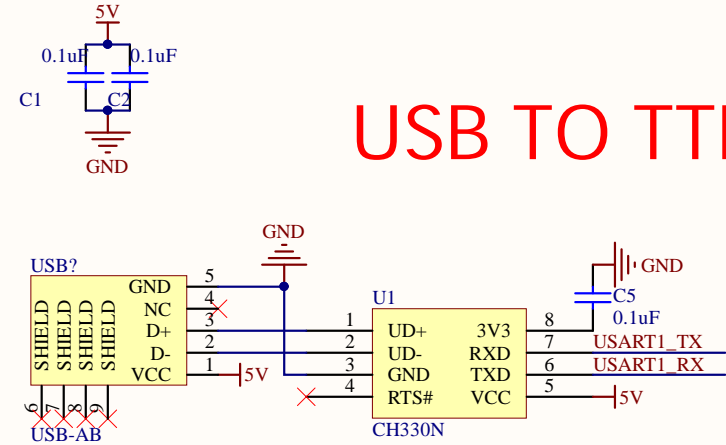 5V
0.1uF 0.1uF
C1 C2
GND
USB TO
GND
USB?
GND 5
NC 4
D+ 3
D- 2
VCC 1
SHIELD SHIELD SHIELD SHIELD
6 7 8 9
USB-AB
5V
U1
1 UD+ 3V3 8
2 UD- RXD 7
3 GND TXD 6
4 RTS# VCC 5
CH330N
GND
C5
0.1uF
USART1_TX
USART1_RX
5V